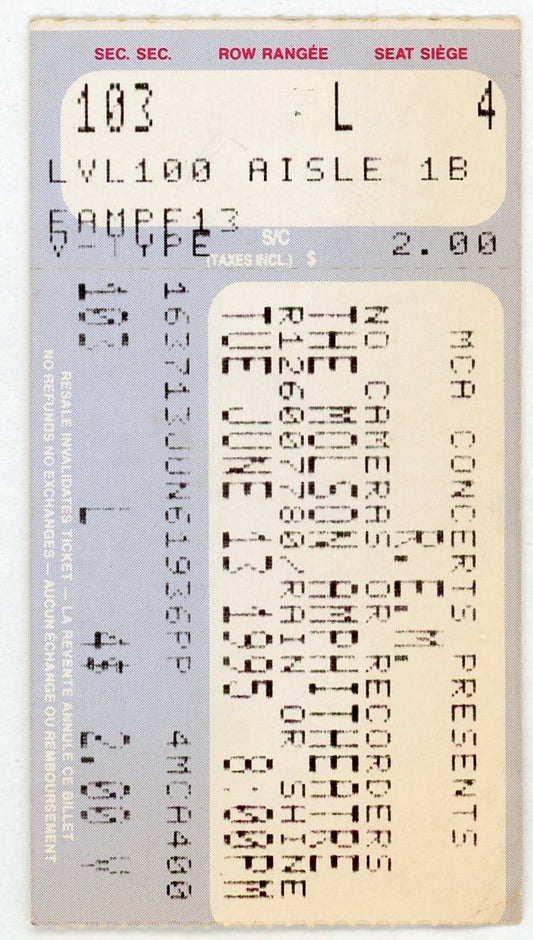 SEC. SEC. ROW RANGÉE SEAT SIÈGE
103 L 4
LVL100 AISLE 1B
EAMPE13
V-TYPE S/C (TAXES INCL.) $ 2.00
MCA CONCERTS PRESENTS
R.E.M.
NO CAMERAS OR RECORDERS
THE MOLSON AMPHITHEATRE
R126007780/RAIN OR SHINE
TUE JUNE 13 1995 8:00PM
163713JUN61936PP 4MCA400
103 L 4$ 2.00 V
RESALE INVALIDATES TICKET — LA REVENTE ANNULE CE BILLET
NO REFUNDS NO EXCHANGES — AUCUN ÉCHANGE OU REMBOURSEMENT